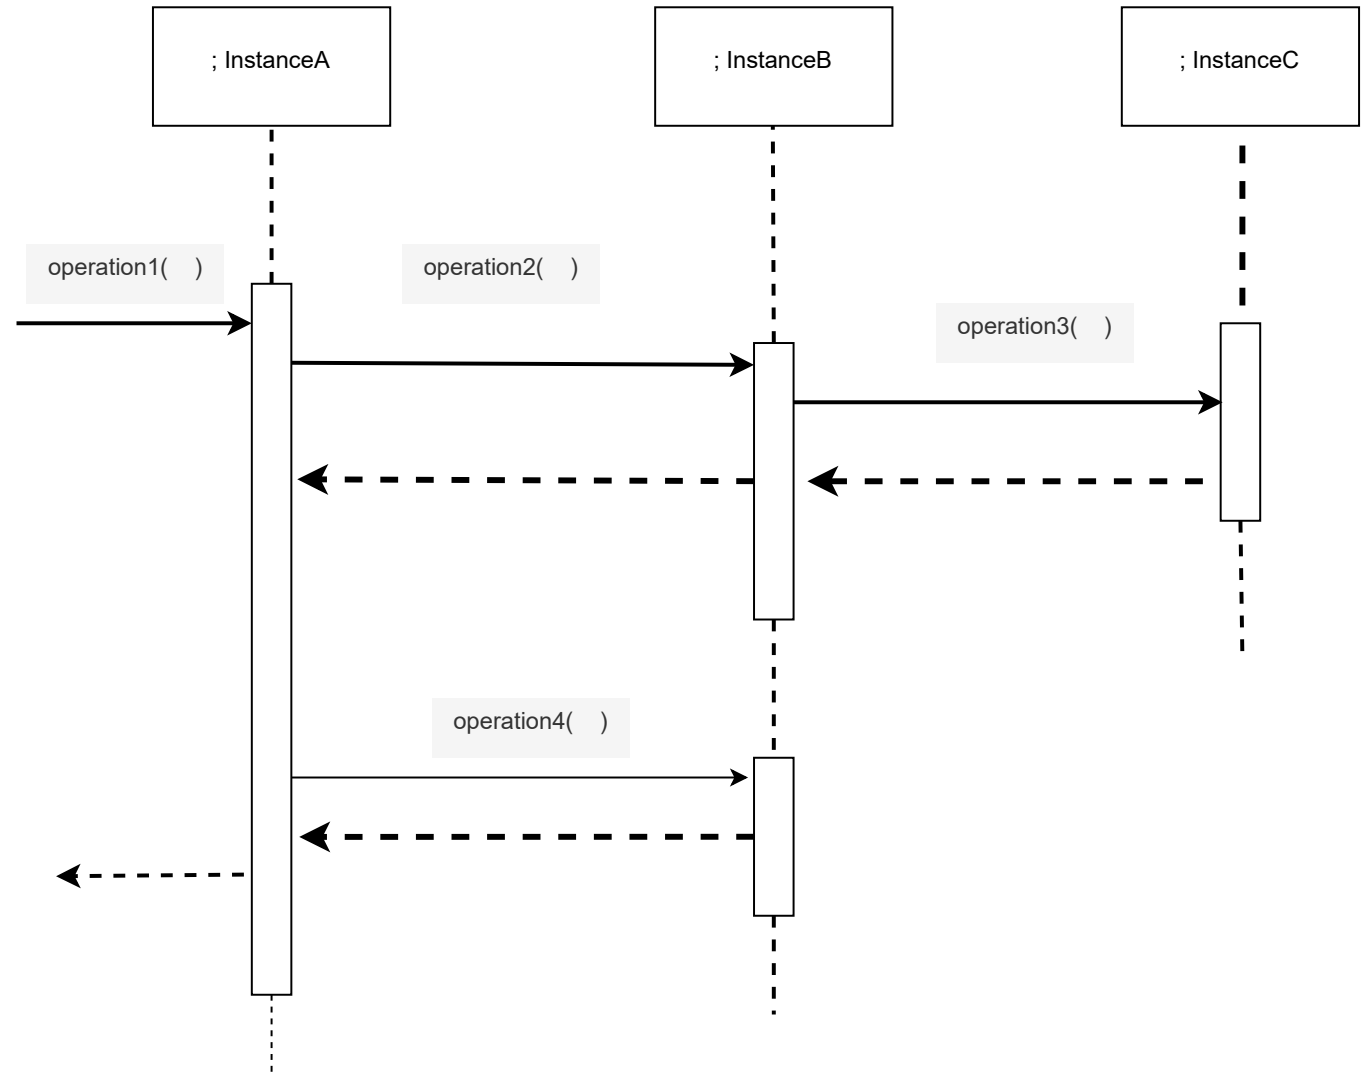 ; InstanceA
; InstanceB
; InstanceC
operation1(    )
operation2(    )
operation3(    )
operation4(    )